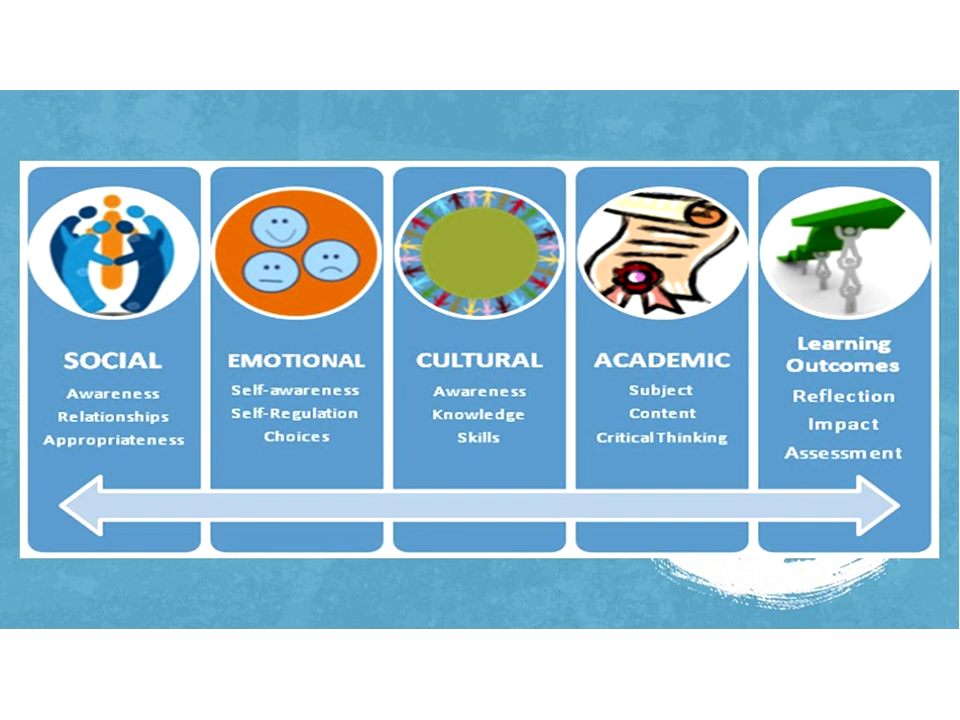 SOCIAL
Awareness
Relationships
Appropriateness
EMOTIONAL
Self-awareness
Self-Regulation
Choices
CULTURAL
Awareness
Knowledge
Skills
ACADEMIC
Subject
Content
Critical Thinking
Learning
Outcomes
Reflection
Impact
Assessment